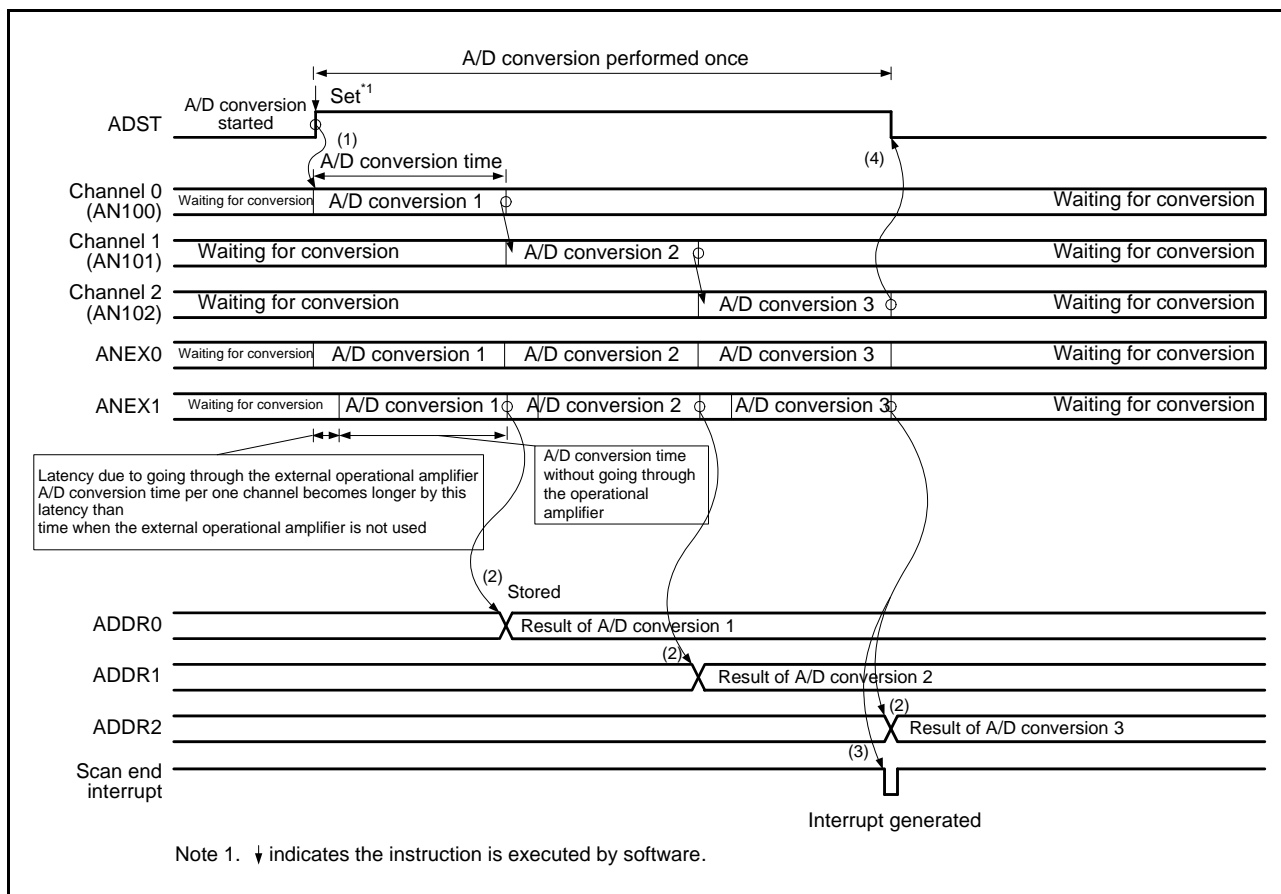 A/D conversion performed once
A/D conversion
started
Set*1
ADST
(1)
(4)
A/D conversion time
Channel 0
(AN100)
Waiting for conversion
A/D conversion 1
Waiting for conversion
Channel 1
(AN101)
Waiting for conversion
A/D conversion 2
Waiting for conversion
Channel 2
(AN102)
Waiting for conversion
A/D conversion 3
Waiting for conversion
ANEX0
Waiting for conversion
A/D conversion 1
A/D conversion 2
A/D conversion 3
Waiting for conversion
ANEX1
Waiting for conversion
A/D conversion 1
A/D conversion 2
A/D conversion 3
Waiting for conversion
Latency due to going through the external operational amplifier
A/D conversion time per one channel becomes longer by this
latency than
time when the external operational amplifier is not used
A/D conversion time
without going through
the operational
amplifier
(2)
Stored
ADDR0
Result of A/D conversion 1
(2)
ADDR1
Result of A/D conversion 2
(2)
ADDR2
Result of A/D conversion 3
(3)
Scan end
interrupt
Interrupt generated
Note 1. ↓ indicates the instruction is executed by software.